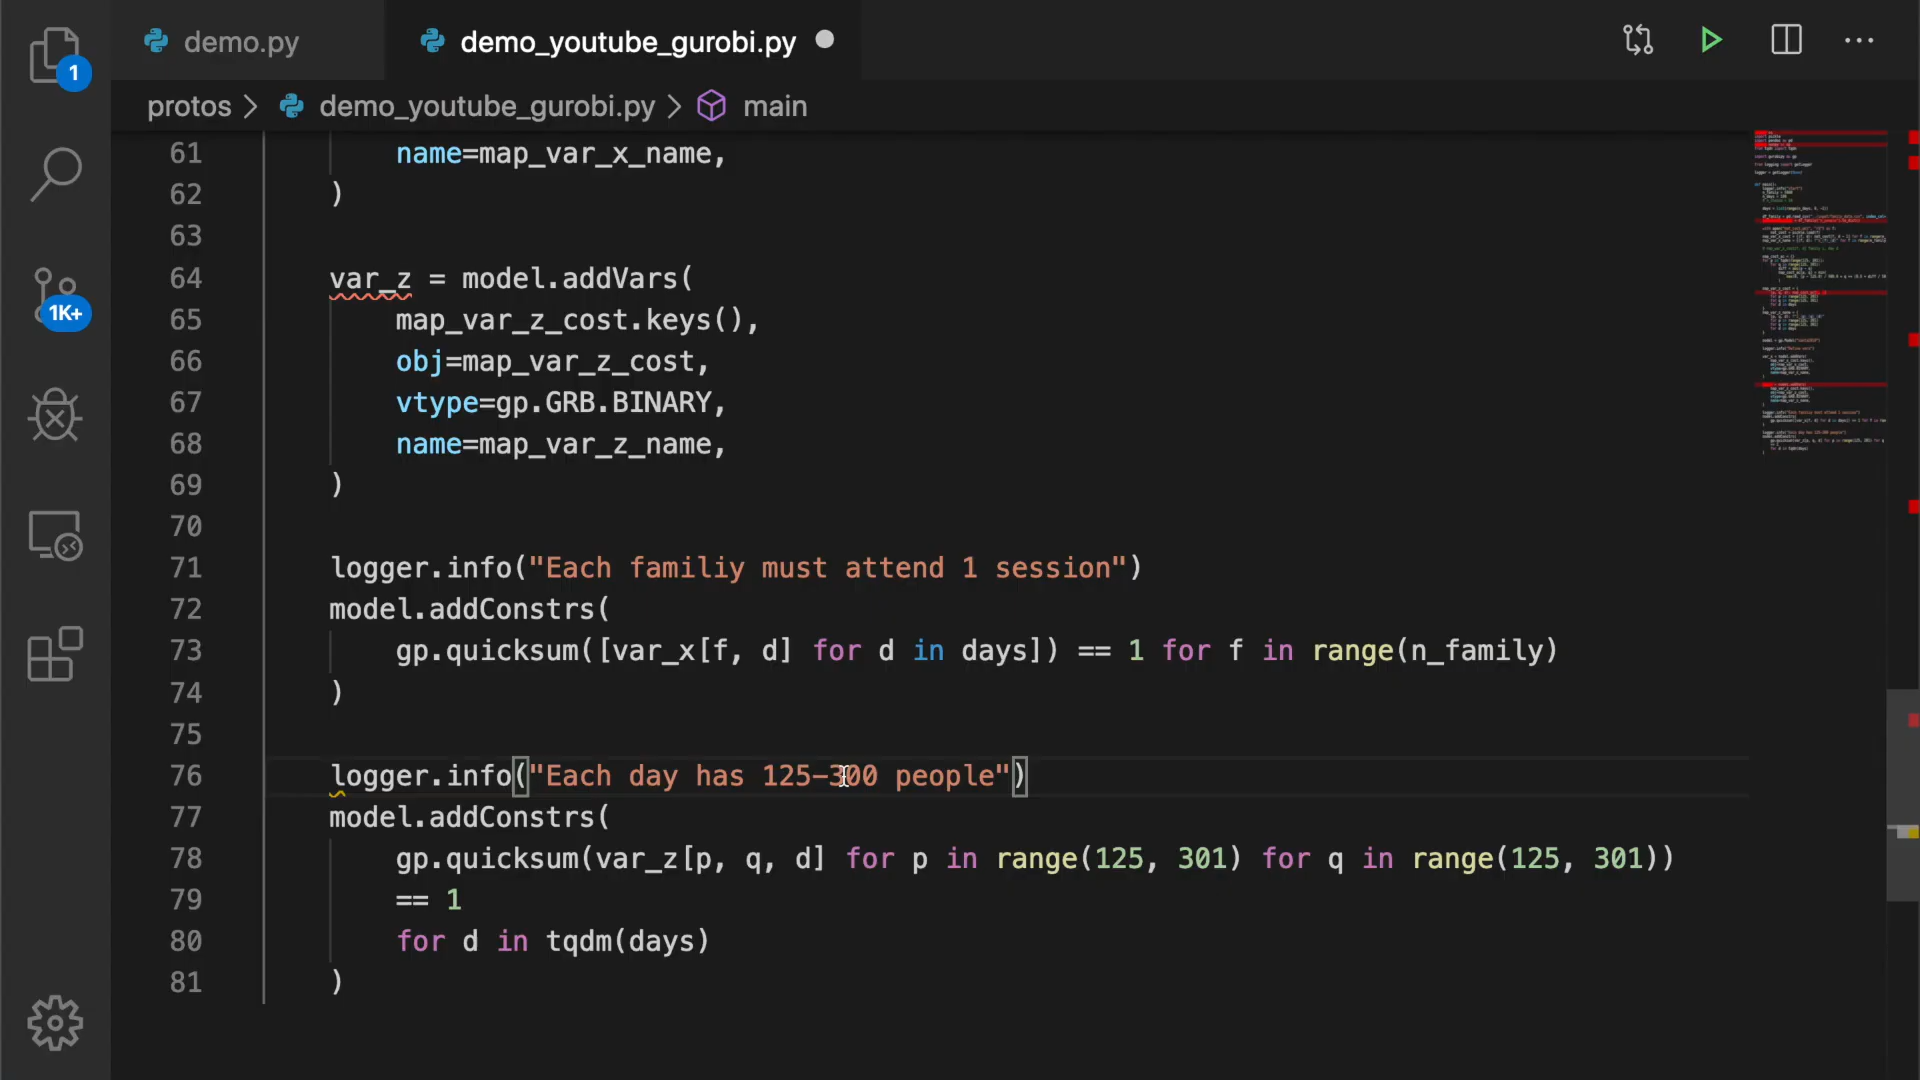 demo.py
demo_youtube_gurobi.py
1
protos > demo_youtube_gurobi.py > main
61 name=map_var_x_name,
62 )
63
64 var_z = model.addVars(
65 map_var_z_cost.keys(),
66 obj=map_var_z_cost,
67 vtype=gp.GRB.BINARY,
68 name=map_var_z_name,
69 )
70
71 logger.info("Each familiy must attend 1 session")
72 model.addConstrs(
73 gp.quicksum([var_x[f, d] for d in days]) == 1 for f in range(n_family)
74 )
75
76 logger.info("Each day has 125-300 people")
77 model.addConstrs(
78 gp.quicksum(var_z[p, q, d] for p in range(125, 301) for q in range(125, 301))
79 == 1
80 for d in tqdm(days)
81 )
1K+